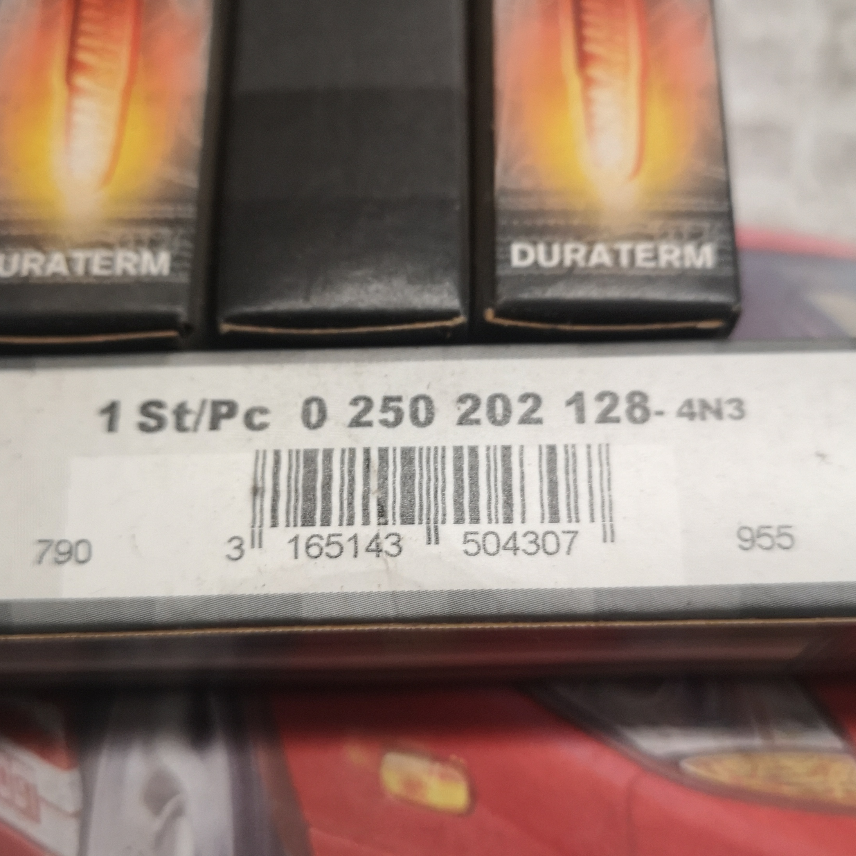 URATERM
DURATERM
1 St/Pc 0 250 202 128- 4N3
790
3 165143 504307
955